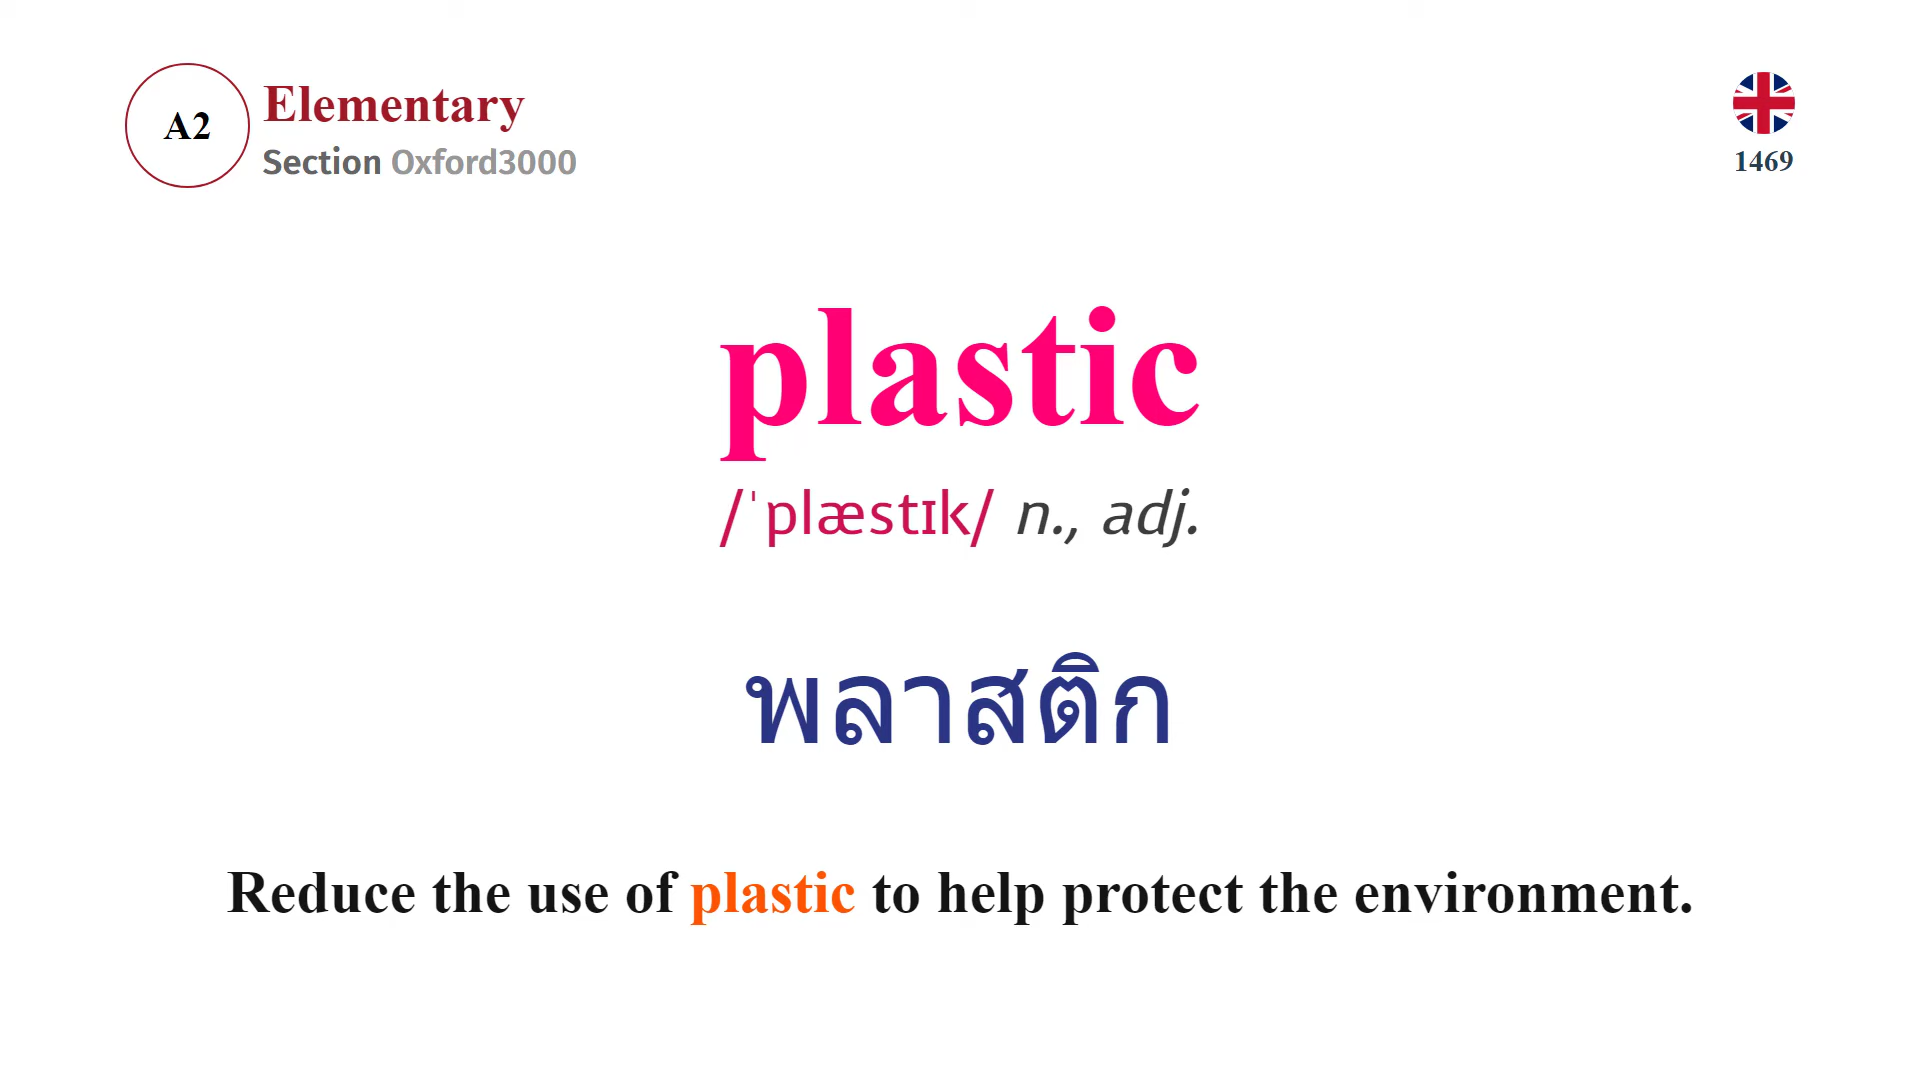 A2
Elementary
Section Oxford3000
1469
plastic
/ˈplæstɪk/ n., adj.
พลาสติก
Reduce the use of plastic to help protect the environment.